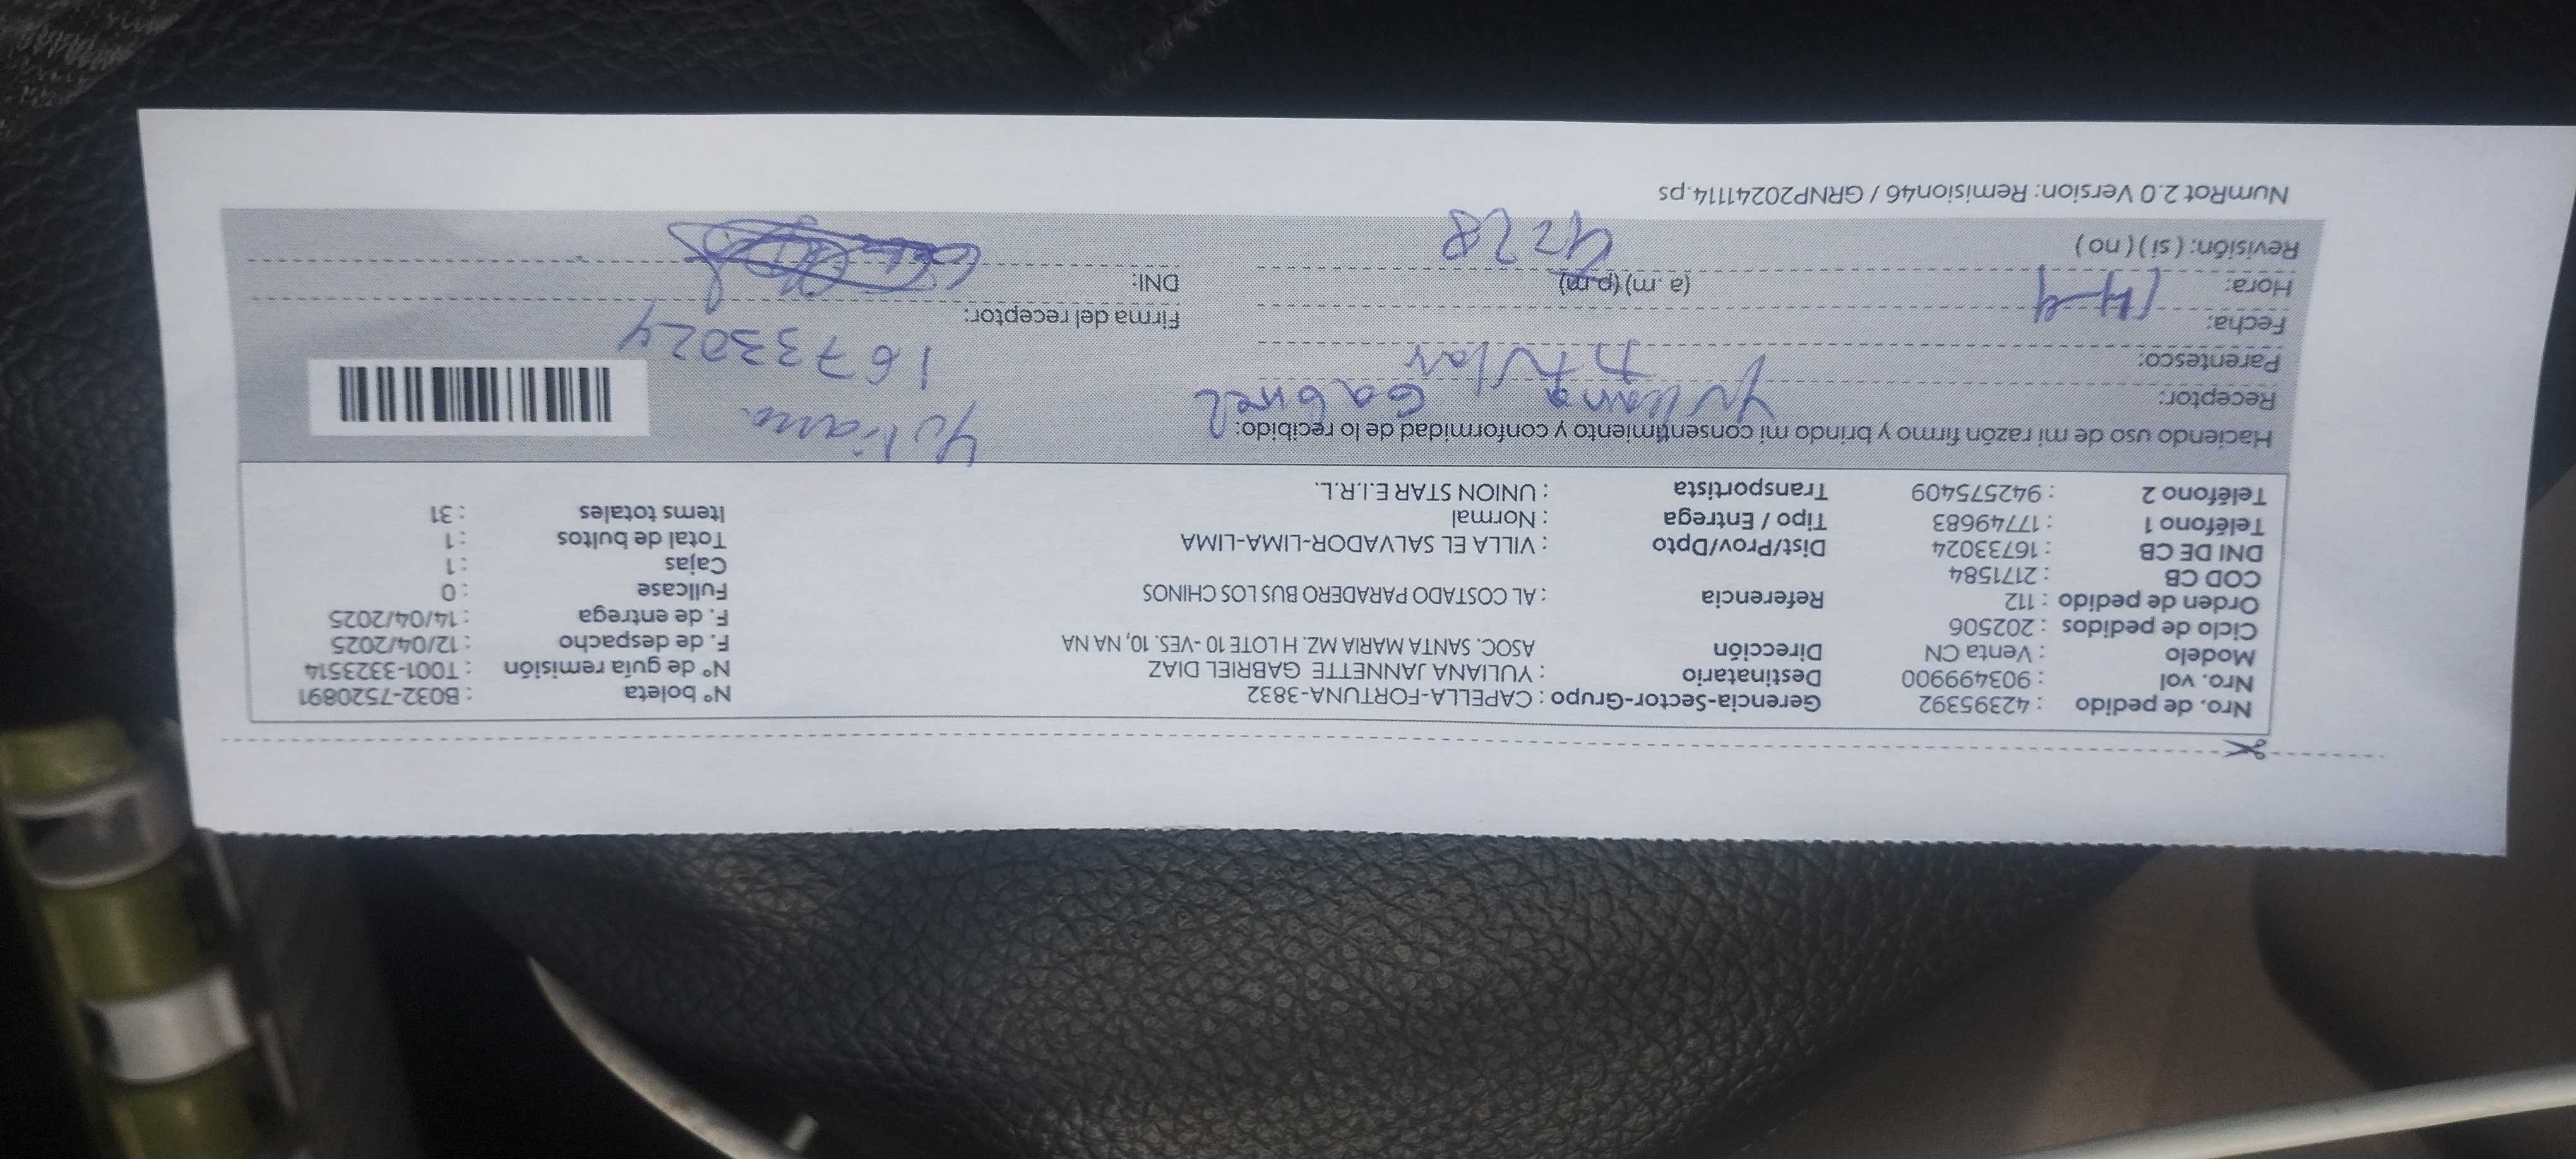 Nro. de pedido : 42395392 Gerencia-Sector-Grupo : CAPELLA-FORTUNA-3832 N° boleta : B032-7520891
Nro. vol : 903499900 Destinatario : YULIANA JANNETTE GABRIEL DIAZ N° de guía remisión : T001-3323514
Modelo : Venta CN Dirección ASOC. SANTA MARIA MZ. H LOTE 10 -VES. 10, NA NA F. de despacho : 12/04/2025
Ciclo de pedidos : 202506 F. de entrega : 14/04/2025
Orden de pedido : 112 Referencia : AL COSTADO PARADERO BUS LOS CHINOS Fullcase : 0
COD CB : 2171584 Cajas : 1
DNI DE CB : 16733024 Dist/Prov/Dpto : VILLA EL SALVADOR-LIMA-LIMA Total de bultos : 1
Teléfono 1 : 17749683 Tipo / Entrega : Normal Items totales : 31
Teléfono 2 : 942575409 Transportista : UNION STAR E.I.R.L.
Haciendo uso de mi razón firmo y brindo mi consentimiento y conformidad de lo recibido: Yuliana
Receptor: Yuliana Gabriel
Parentesco: titular 16733024
Fecha: 14-4 Firma del receptor:
Hora: (a .m) (p.m) DNI:
Revisión: ( si ) ( no ) 4:28
NumRot 2.0 Version: Remision46 / GRNP20241114.ps